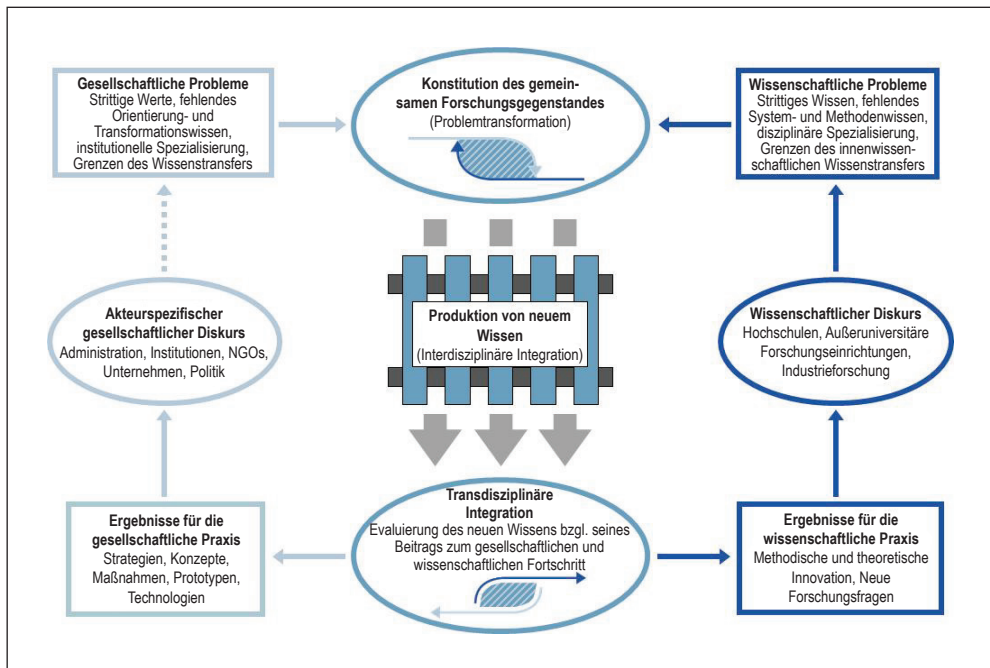 Gesellschaftliche Probleme
Strittige Werte, fehlendes
Orientierung- und
Transformationswissen,
institutionelle Spezialisierung,
Grenzen des Wissenstransfers
Konstitution des gemein-
samen Forschungsgegenstandes
(Problemtransformation)
Wissenschaftliche Probleme
Strittiges Wissen, fehlendes
System- und Methodenwissen,
disziplinäre Spezialisierung,
Grenzen des innenwissen-
schaftlichen Wissenstransfers
Akteurspezifischer
gesellschaftlicher Diskurs
Administration, Institutionen, NGOs,
Unternehmen, Politik
Produktion von neuem
Wissen
(Interdisziplinäre Integration)
Wissenschaftlicher Diskurs
Hochschulen, Außeruniversitäre
Forschungseinrichtungen,
Industrieforschung
Ergebnisse für die
gesellschaftliche Praxis
Strategien, Konzepte,
Maßnahmen, Prototypen,
Technologien
Transdisziplinäre
Integration
Evaluierung des neuen Wissens bzgl. seines
Beitrags zum gesellschaftlichen und
wissenschaftlichen Fortschritt
Ergebnisse für die
wissenschaftliche Praxis
Methodische und theoretische
Innovation, Neue
Forschungsfragen